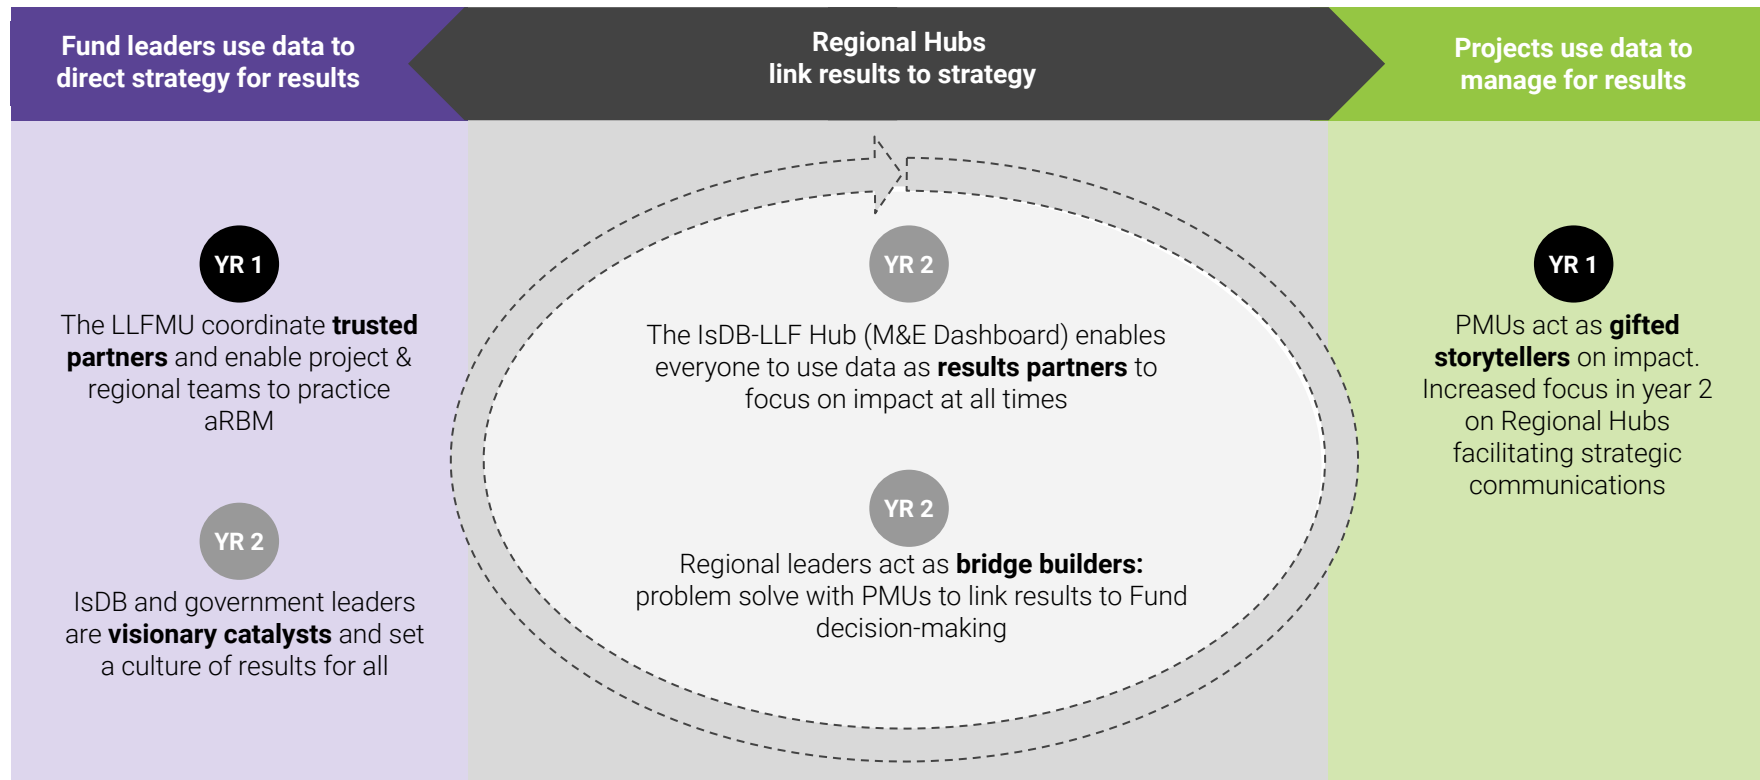 Fund leaders use data to
direct strategy for results
Regional Hubs
link results to strategy
Projects use data to
manage for results
YR 1
The LLFMU coordinate trusted
partners and enable project &
regional teams to practice
aRBM
YR 2
IsDB and government leaders
are visionary catalysts and set
a culture of results for all
YR 2
The IsDB-LLF Hub (M&E Dashboard) enables
everyone to use data as results partners to
focus on impact at all times
YR 2
Regional leaders act as bridge builders:
problem solve with PMUs to link results to Fund
decision-making
YR 1
PMUs act as gifted
storytellers on impact.
Increased focus in year 2
on Regional Hubs
facilitating strategic
communications